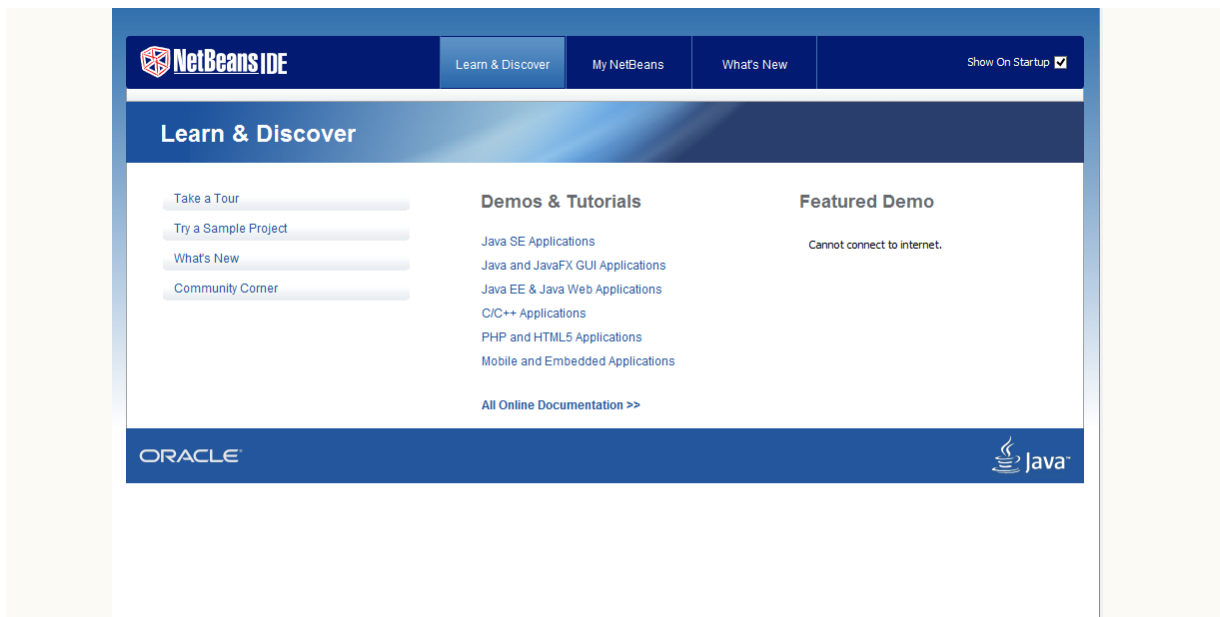 NetBeans IDE
Learn & Discover
My NetBeans
What's New
Show On Startup
Learn & Discover
Take a Tour
Try a Sample Project
What's New
Community Corner
Demos & Tutorials
Java SE Applications
Java and JavaFX GUI Applications
Java EE & Java Web Applications
C/C++ Applications
PHP and HTML5 Applications
Mobile and Embedded Applications
All Online Documentation >>
Featured Demo
Cannot connect to internet.
ORACLE
Java™